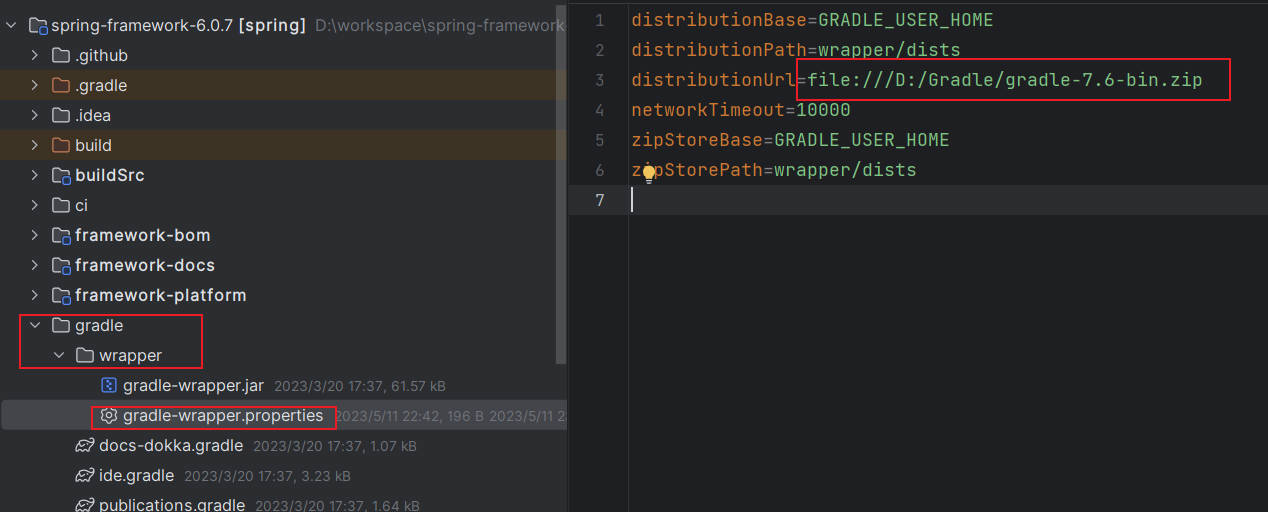 spring-framework-6.0.7 [spring] D:\workspace\spring-framework
.github
.gradle
.idea
build
buildSrc
ci
framework-bom
framework-docs
framework-platform
gradle
wrapper
gradle-wrapper.jar 2023/3/20 17:37, 61.57 kB
gradle-wrapper.properties 2023/5/11 22:42, 196 B 2023/5/11 2
docs-dokka.gradle 2023/3/20 17:37, 1.07 kB
ide.gradle 2023/3/20 17:37, 3.23 kB
publications.gradle 2023/3/20 17:37, 1.64 kB
1 distributionBase=GRADLE_USER_HOME
2 distributionPath=wrapper/dists
3 distributionUrl=file:///D:/Gradle/gradle-7.6-bin.zip
4 networkTimeout=10000
5 zipStoreBase=GRADLE_USER_HOME
6 zipStorePath=wrapper/dists
7